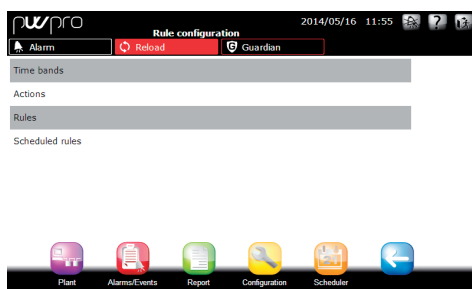 pwpro
Rule configuration
2014/05/16 11:55
?
Alarm
Reload
G Guardian
Time bands
Actions
Rules
Scheduled rules
Plant
Alarms/Events
Report
Configuration
Scheduler